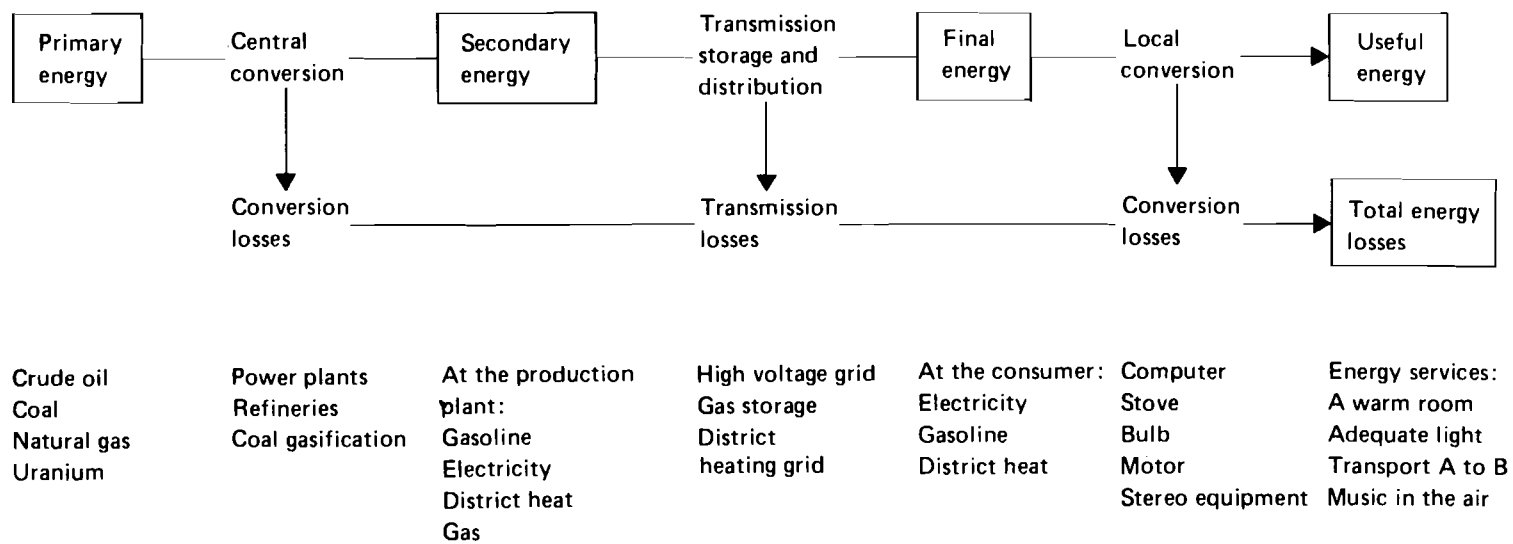 Primary
energy
Central
conversion
Secondary
energy
Transmission
storage and
distribution
Final
energy
Local
conversion
Useful
energy
Conversion
losses
Transmission
losses
Conversion
losses
Total energy
losses
Crude oil
Coal
Natural gas
Uranium
Power plants
Refineries
Coal gasification
At the production
plant:
Gasoline
Electricity
District heat
Gas
High voltage grid
Gas storage
District
heating grid
At the consumer:
Electricity
Gasoline
District heat
Computer
Stove
Bulb
Motor
Stereo equipment
Energy services:
A warm room
Adequate light
Transport A to B
Music in the air